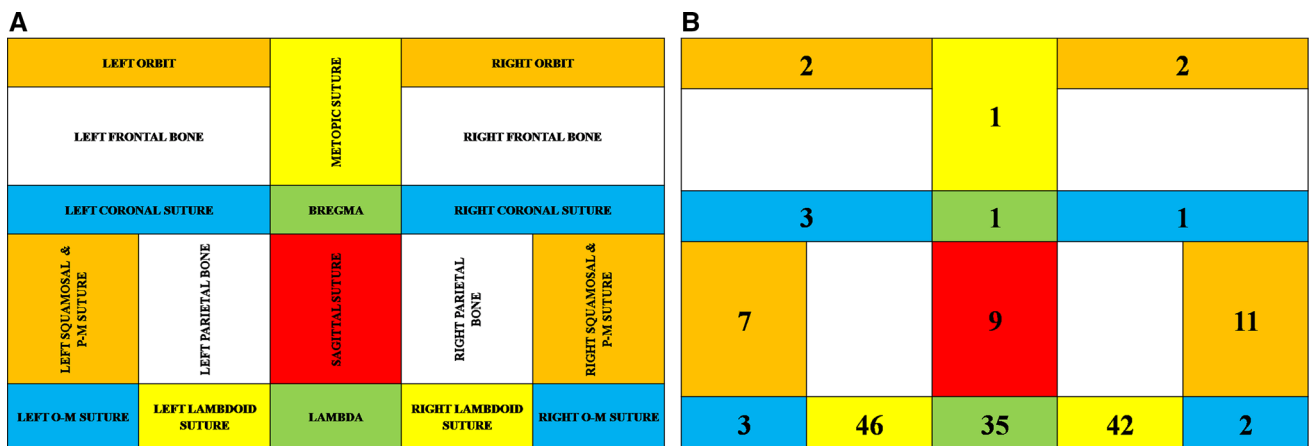 A
LEFT ORBIT
METOPIC SUTURE
RIGHT ORBIT
LEFT FRONTAL BONE
RIGHT FRONTAL BONE
LEFT CORONAL SUTURE
BREGMA
RIGHT CORONAL SUTURE
LEFT SQUAMOSAL &
P-M SUTURE
LEFT PARIETAL BONE
SAGITTAL SUTURE
RIGHT PARIETAL
BONE
RIGHT SQUAMOSAL &
P-M SUTURE
LEFT O-M SUTURE
LEFT LAMBDOID
SUTURE
LAMBDA
RIGHT LAMBDOID
SUTURE
RIGHT O-M SUTURE
B
2
1
2
3
1
1
7
9
11
3
46
35
42
2